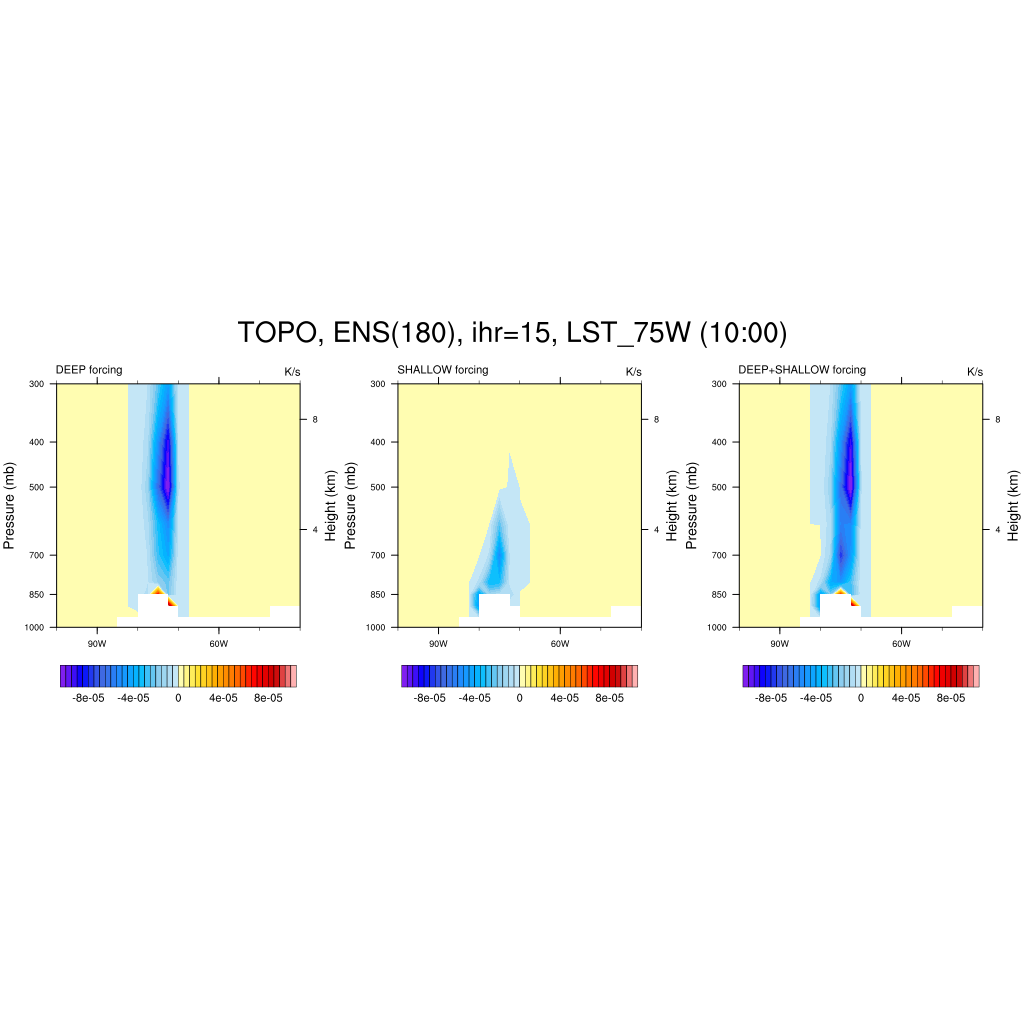 TOPO, ENS(180), ihr=15, LST_75W (10:00)
DEEP forcing K/s
300
400
500
700
850
1000
Pressure (mb)
8
4
Height (km)
90W 60W
-8e-05 -4e-05 0 4e-05 8e-05
SHALLOW forcing K/s
300
400
500
700
850
1000
Pressure (mb)
8
4
Height (km)
90W 60W
-8e-05 -4e-05 0 4e-05 8e-05
DEEP+SHALLOW forcing K/s
300
400
500
700
850
1000
Pressure (mb)
8
4
Height (km)
90W 60W
-8e-05 -4e-05 0 4e-05 8e-05